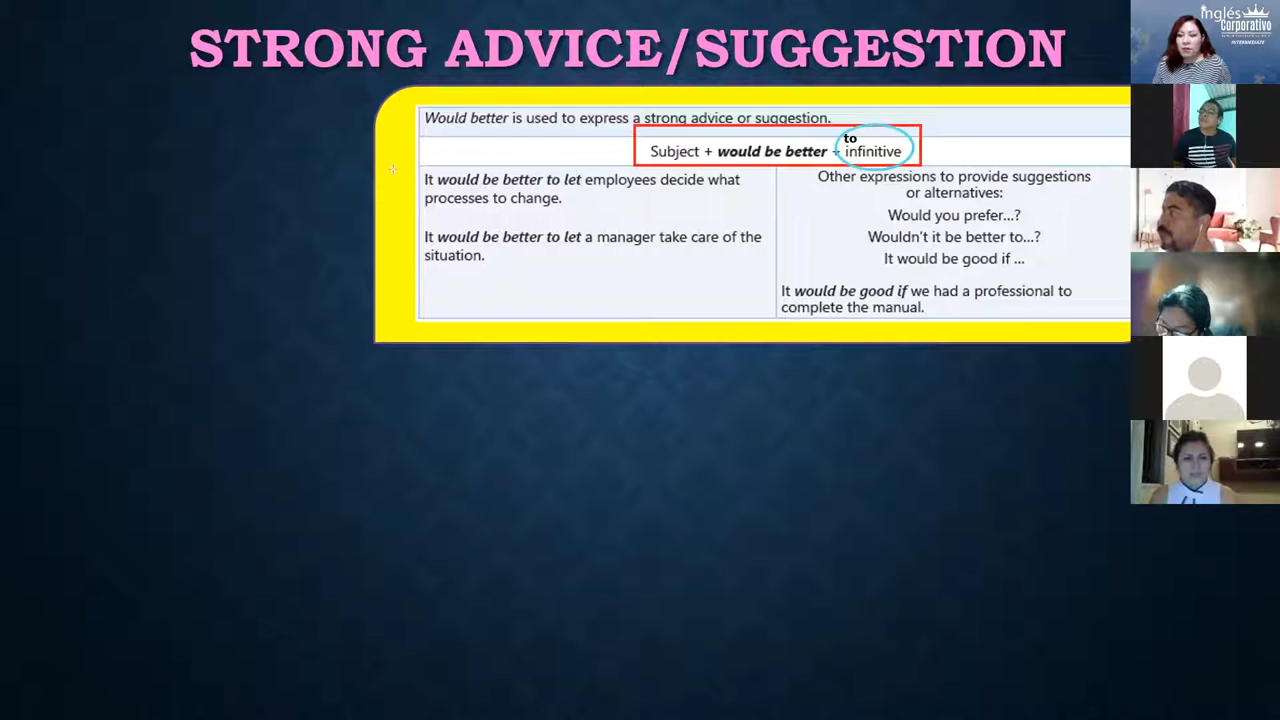 STRONG ADVICE/SUGGESTION
inglés
Corporativo
INTERMEDIATE
Would better is used to express a strong advice or suggestion.
to
Subject + would be better + infinitive
It would be better to let employees decide what
processes to change.
It would be better to let a manager take care of the
situation.
Other expressions to provide suggestions
or alternatives:
Would you prefer...?
Wouldn't it be better to...?
It would be good if ...
It would be good if we had a professional to
complete the manual.